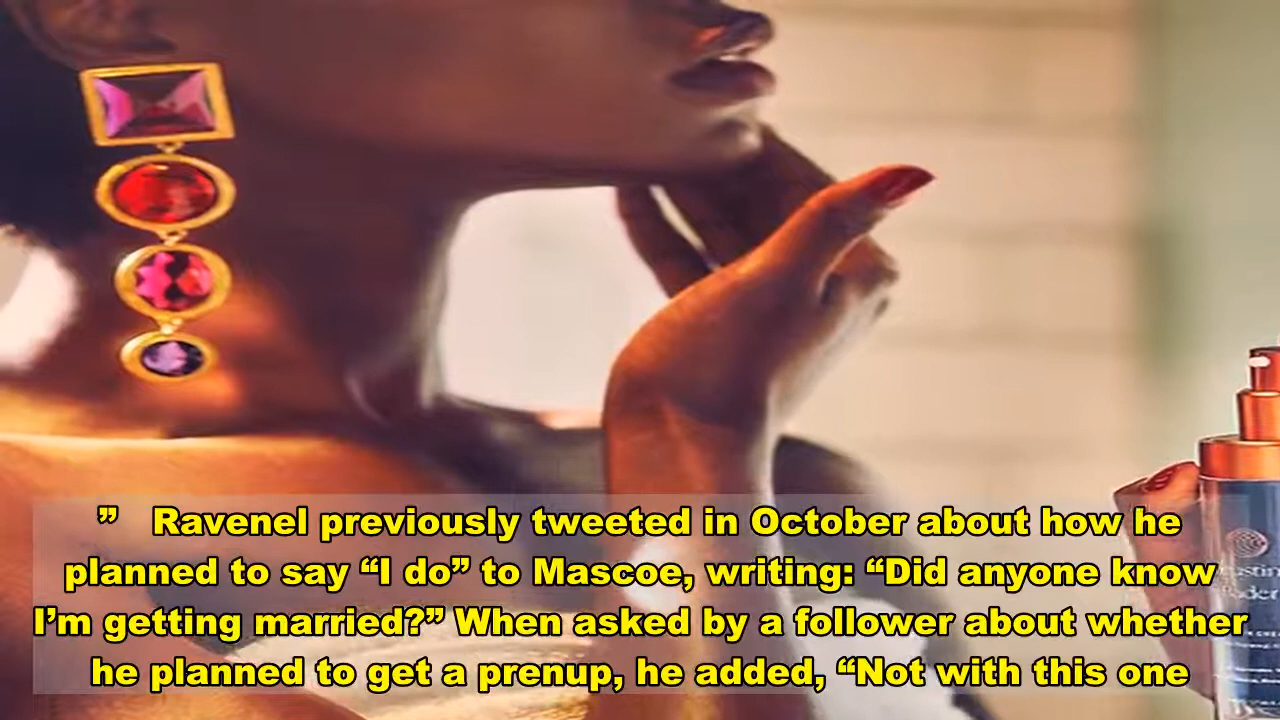 ” Ravenel previously tweeted in October about how he
planned to say “I do” to Mascoe, writing: “Did anyone know
I’m getting married?” When asked by a follower about whether
he planned to get a prenup, he added, “Not with this one